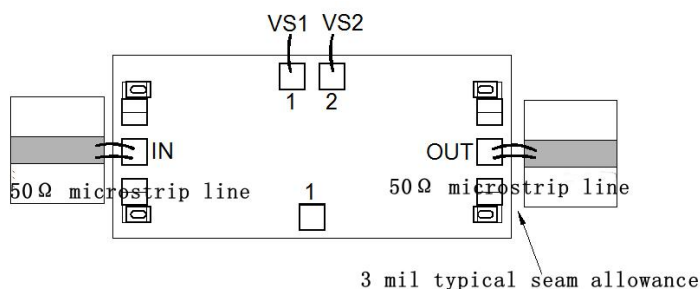 VS1 VS2
1 2
IN OUT
50Ω microstrip line 50Ω microstrip line
1
3 mil typical seam allowance